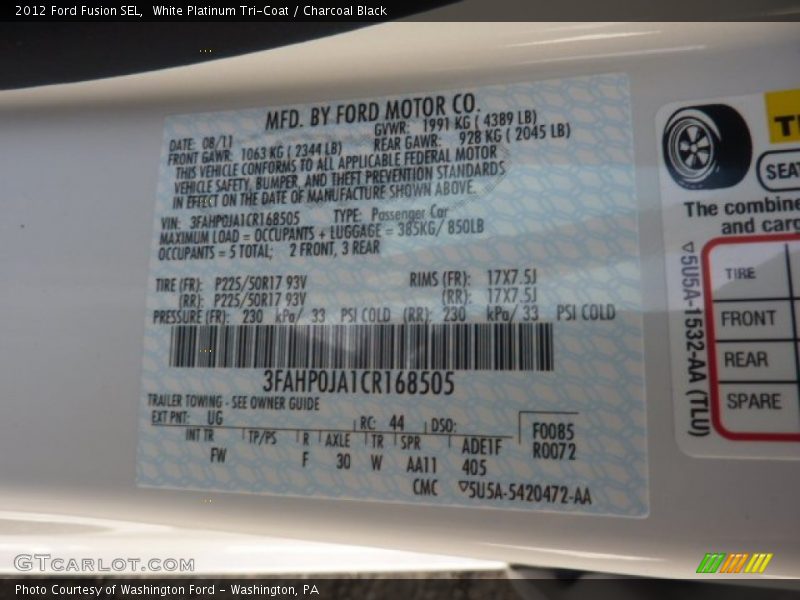 2012 Ford Fusion SEL,  White Platinum Tri-Coat / Charcoal Black
MFD. BY FORD MOTOR CO.
DATE: 08/11    GVWR: 1991 KG ( 4389 LB)
FRONT GAWR: 1063 KG ( 2344 LB)    REAR GAWR: 928 KG ( 2045 LB)
THIS VEHICLE CONFORMS TO ALL APPLICABLE FEDERAL MOTOR
VEHICLE SAFETY, BUMPER, AND THEFT PREVENTION STANDARDS
IN EFFECT ON THE DATE OF MANUFACTURE SHOWN ABOVE.
VIN: 3FAHP0JA1CR168505    TYPE: Passenger Car
MAXIMUM LOAD = OCCUPANTS + LUGGAGE = 385KG/ 850LB
OCCUPANTS = 5 TOTAL;   2 FRONT, 3 REAR
TIRE (FR): P225/50R17 93V    RIMS (FR): 17X7.5J
(RR): P225/50R17 93V    (RR): 17X7.5J
PRESSURE (FR): 230 kPa/ 33 PSI COLD (RR): 230 kPa/ 33 PSI COLD
3FAHP0JA1CR168505
TRAILER TOWING - SEE OWNER GUIDE
EXT PNT: UG    RC: 44    DSO:    F0085
INT TR    TP/PS    R    AXLE    TR    SPR    ADE1F    R0072
FW    F    30    W    AA11    405
CMC    ▽5U5A-5420472-AA
SEAT
The combine
and carg
▽5U5A-1532-AA (TLU)
TIRE
FRONT
REAR
SPARE
GTCARLOT.COM
Photo Courtesy of Washington Ford - Washington, PA